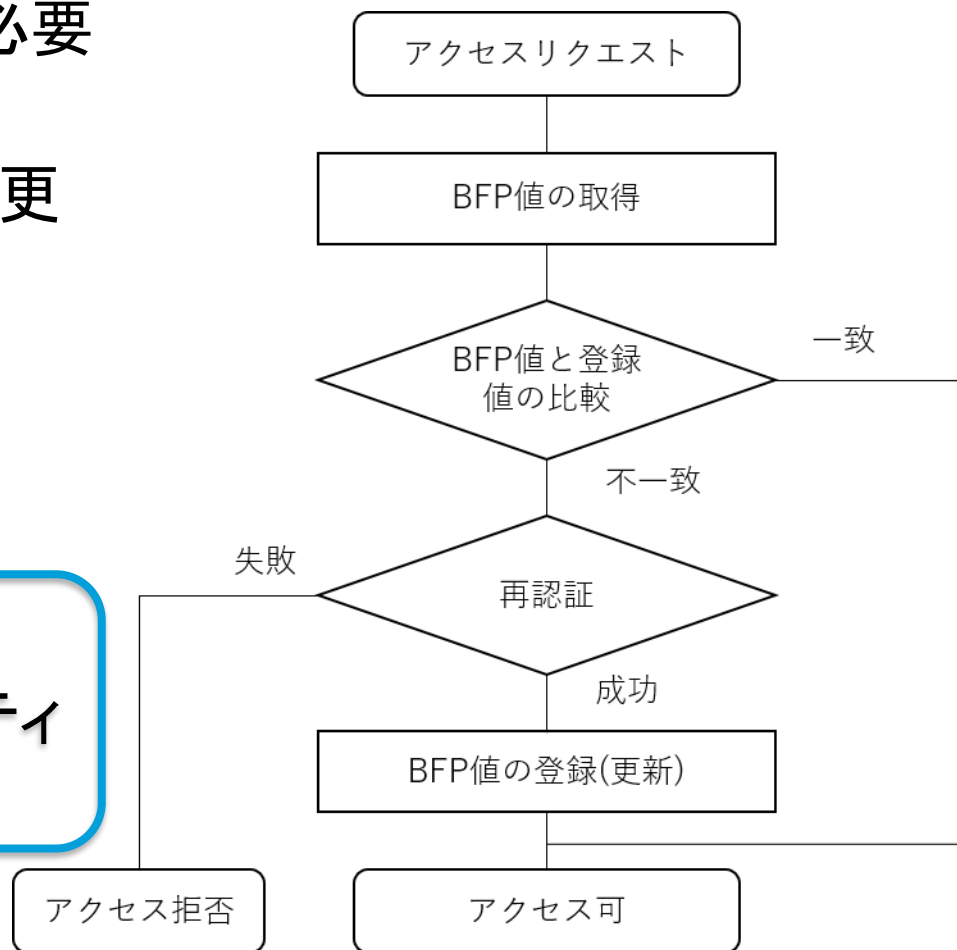 必要
更
アクセスリクエスト
BFP値の取得
BFP値と登録
値の比較
一致
不一致
再認証
失敗
成功
ティ
BFP値の登録(更新)
アクセス拒否
アクセス可